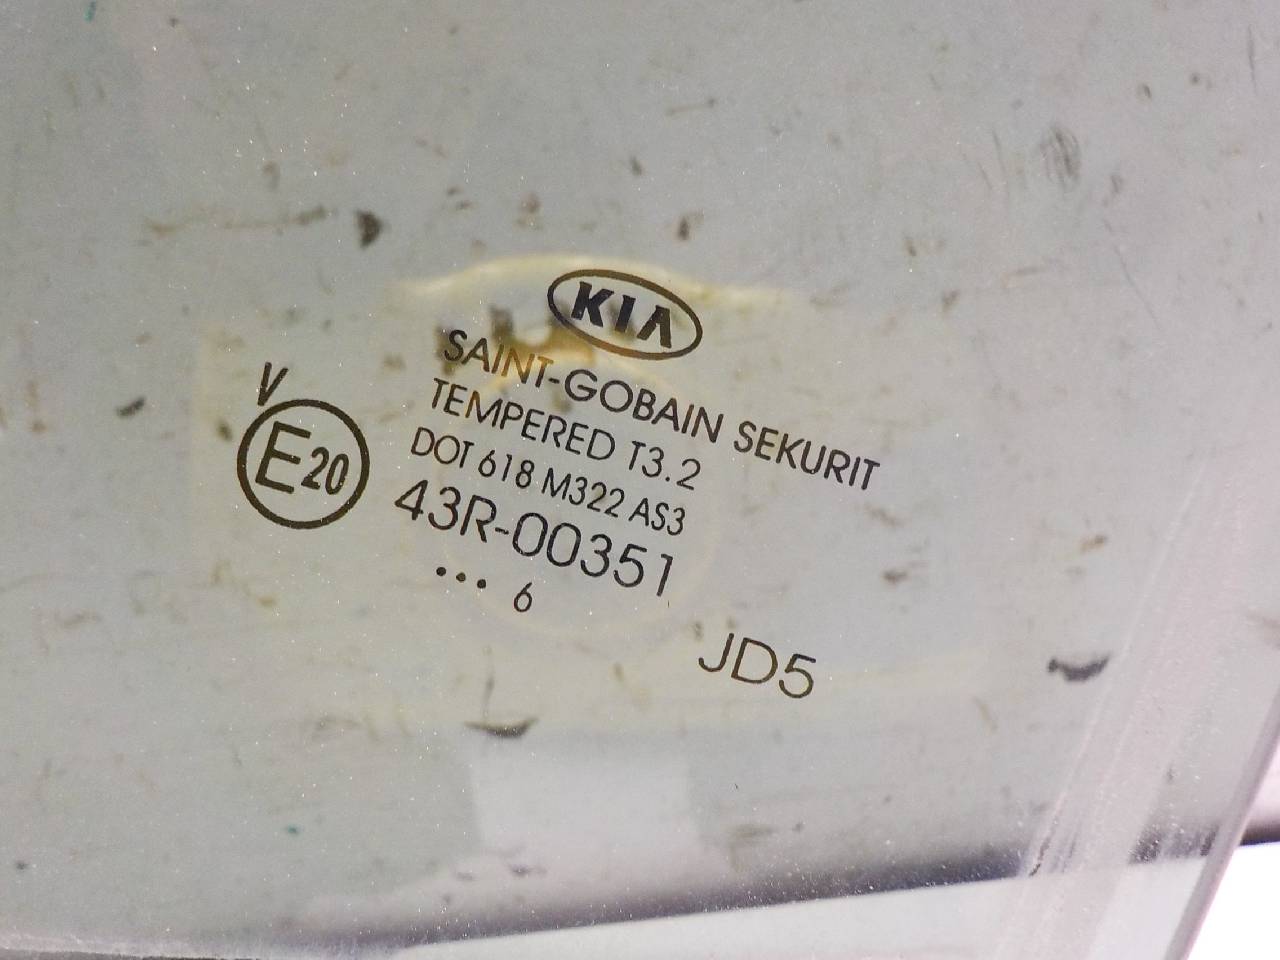 KIA
SAINT-GOBAIN SEKURIT
TEMPERED T3.2
DOT 618 M322 AS3
43R-00351
... 6
V
E20
JD5